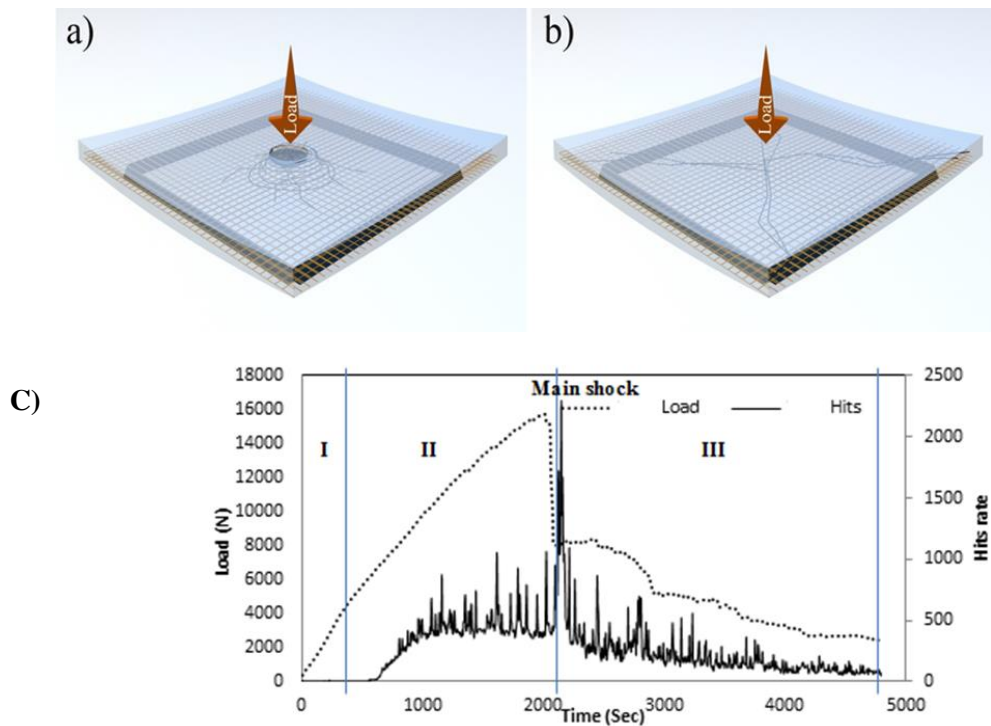 a)
b)
Load
Load
C)
Main shock
Load
Hits
I
II
III
18000
16000
14000
12000
10000
8000
6000
4000
2000
0
Load (N)
2500
2000
1500
1000
500
0
Hits rate
0
1000
2000
3000
4000
5000
Time (Sec)